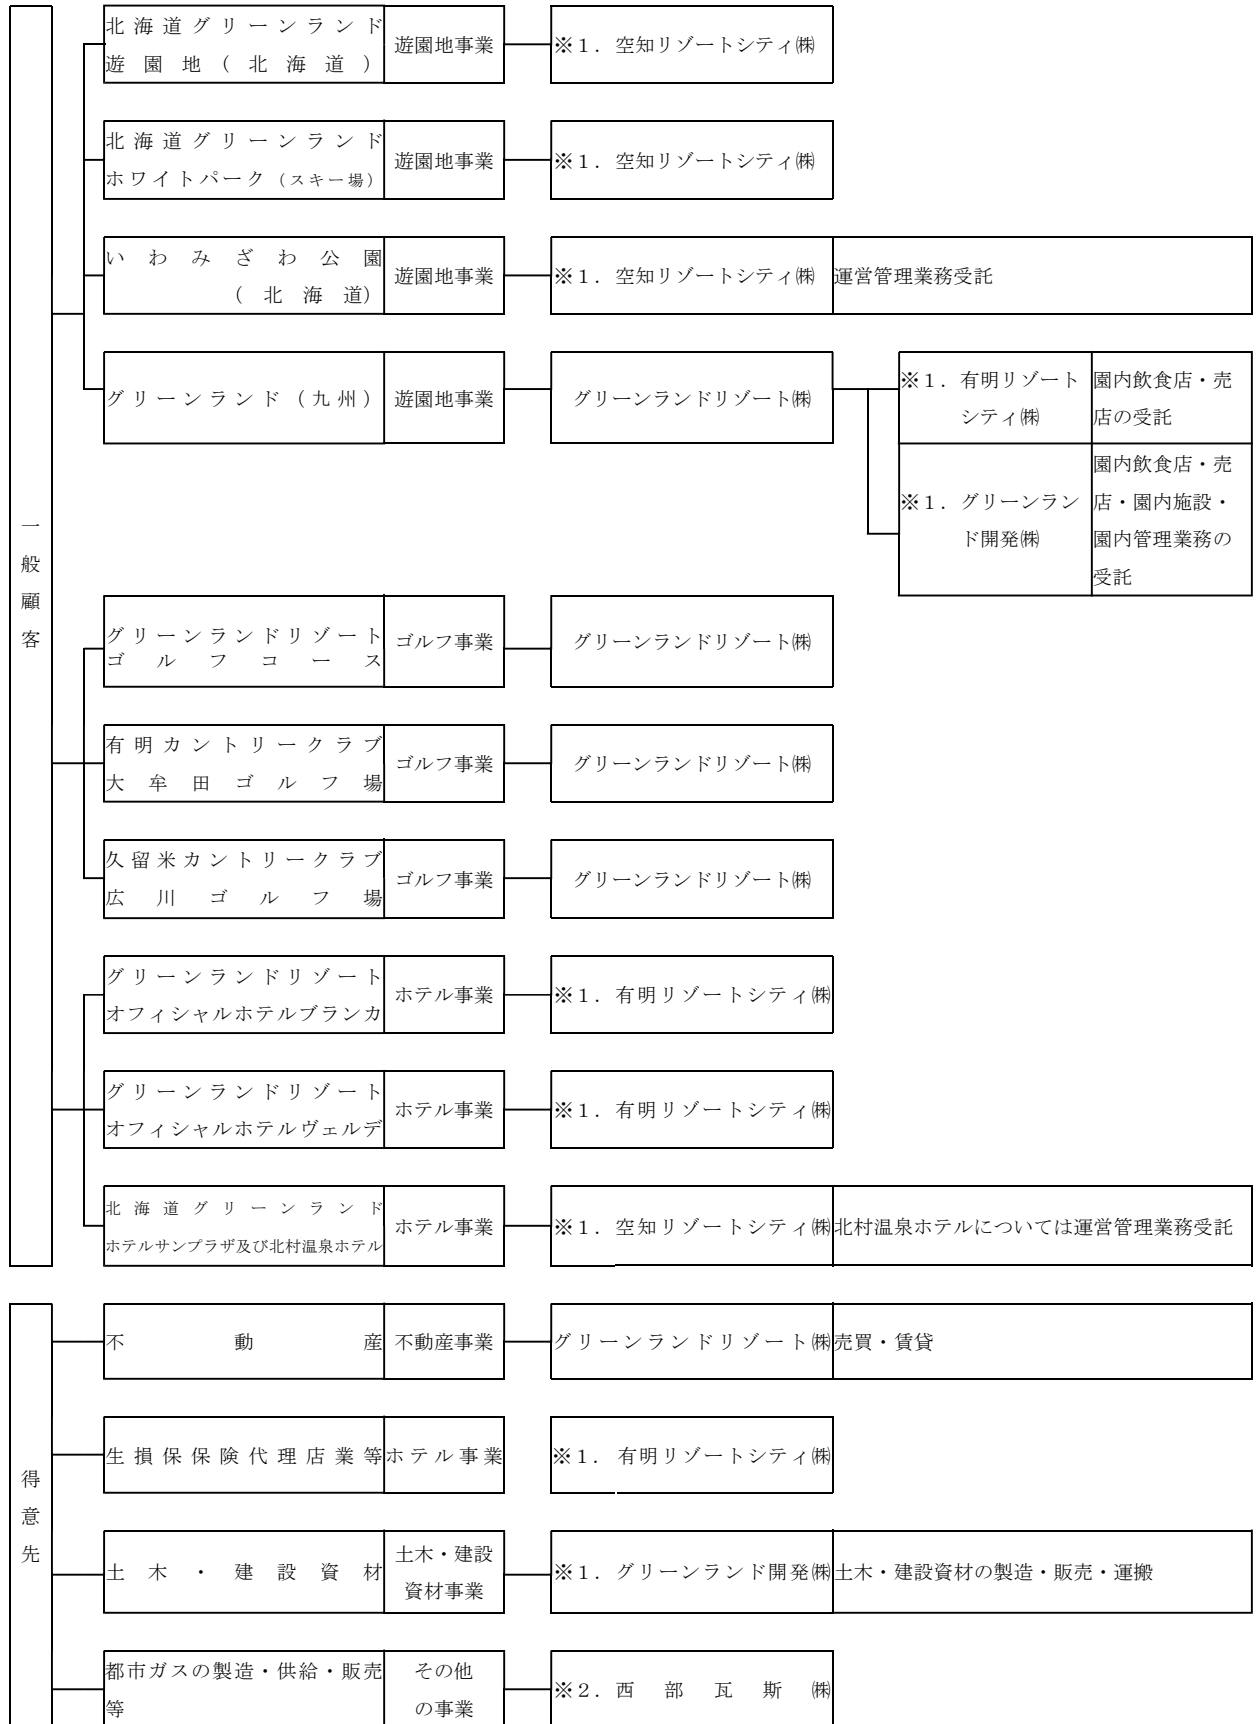 一般顧客
北海道グリーンランド
遊園地(北海道)
遊園地事業
※1．空知リゾートシティ㈱
北海道グリーンランド
ホワイトパーク(スキー場)
遊園地事業
※1．空知リゾートシティ㈱
いわみざわ公園
(北海道)
遊園地事業
※1．空知リゾートシティ㈱
運営管理業務受託
グリーンランド(九州)
遊園地事業
グリーンランドリゾート㈱
※1．有明リゾート
シティ㈱
園内飲食店・売
店の受託
※1．グリーンラン
ド開発㈱
園内飲食店・売
店・園内施設・
園内管理業務の
受託
グリーンランドリゾート
ゴルフコース
ゴルフ事業
グリーンランドリゾート㈱
有明カントリークラブ
大牟田ゴルフ場
ゴルフ事業
グリーンランドリゾート㈱
久留米カントリークラブ
広川ゴルフ場
ゴルフ事業
グリーンランドリゾート㈱
グリーンランドリゾート
オフィシャルホテルブランカ
ホテル事業
※1．有明リゾートシティ㈱
グリーンランドリゾート
オフィシャルホテルヴェルデ
ホテル事業
※1．有明リゾートシティ㈱
北海道グリーンランド
ホテルサンプラザ及び北村温泉ホテル
ホテル事業
※1．空知リゾートシティ㈱
北村温泉ホテルについては運営管理業務受託
得意先
不動産
不動産事業
グリーンランドリゾート㈱
売買・賃貸
生損保保険代理店業等
ホテル事業
※1．有明リゾートシティ㈱
土木・建設資材
土木・建設
資材事業
※1．グリーンランド開発㈱
土木・建設資材の製造・販売・運搬
都市ガスの製造・供給・販売
等
その他
の事業
※2．西部瓦斯㈱